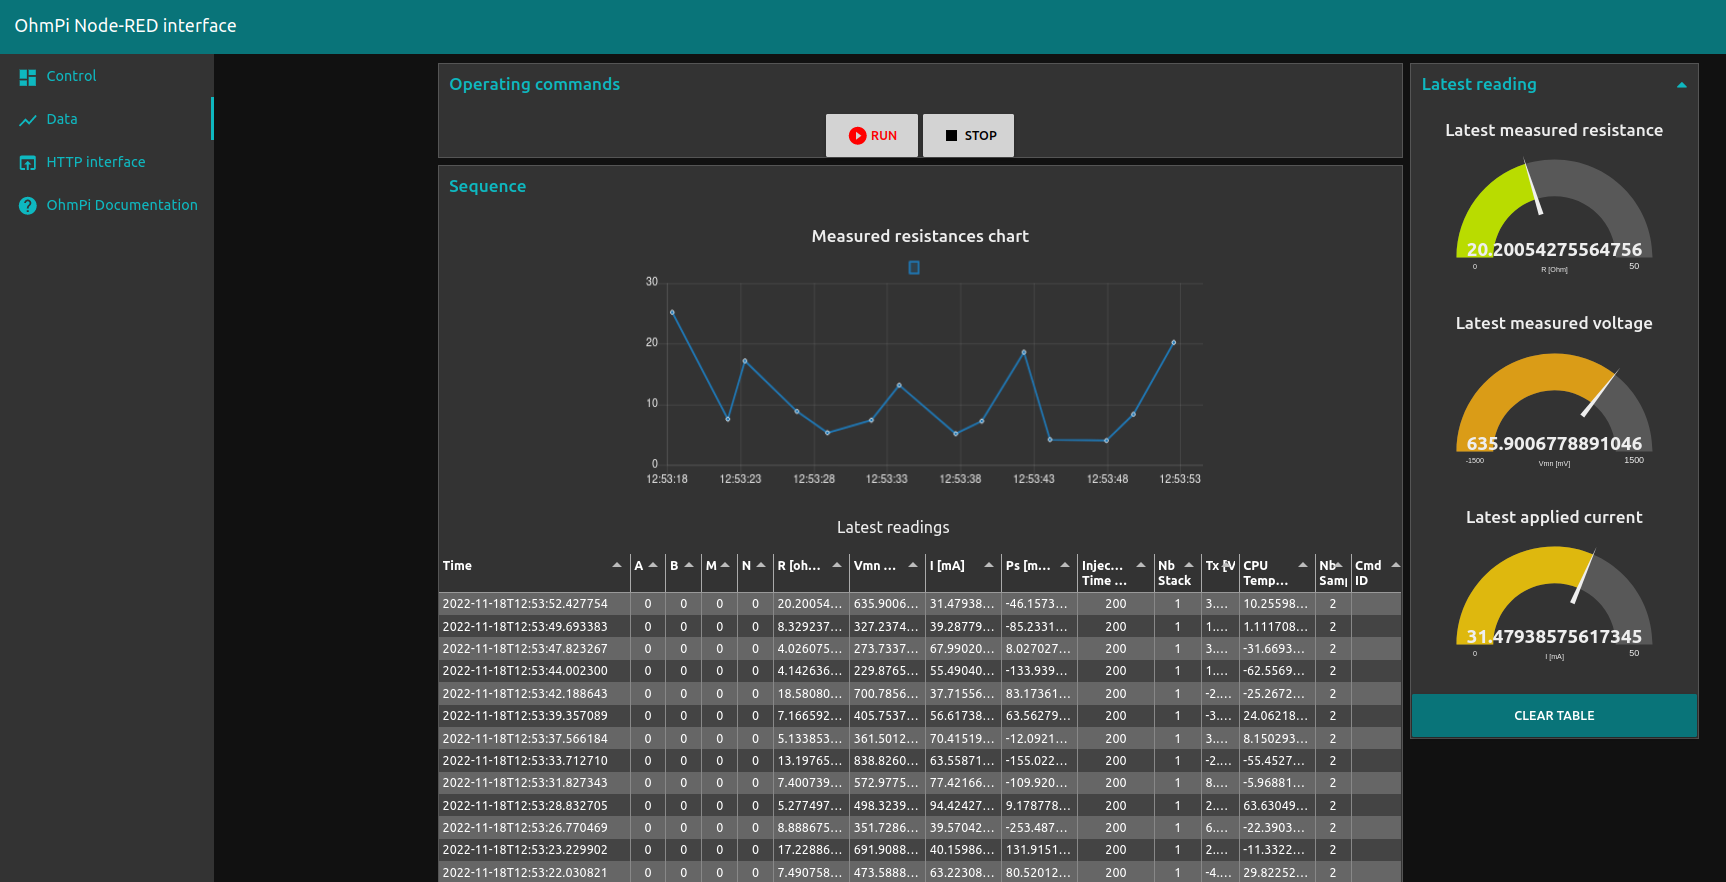 OhmPi Node-RED interface
Control
Data
HTTP interface
OhmPi Documentation
Operating commands
RUN STOP
Sequence
Measured resistances chart
30
20
10
0
12:53:18 12:53:23 12:53:28 12:53:33 12:53:38 12:53:43 12:53:48 12:53:53
Latest readings
Time A B M N R [oh... Vmn ... I [mA] Ps [m... Injec... Time ... Nb Stack Tx [V CPU Temp... Nb Samp Cmd ID
2022-11-18T12:53:52.427754 0 0 0 0 20.20054... 635.9006... 31.47938... -46.1573... 200 1 3.... 10.25598... 2
2022-11-18T12:53:49.693383 0 0 0 0 8.329237... 327.2374... 39.28779... -85.2331... 200 1 1.... 1.111708... 2
2022-11-18T12:53:47.823267 0 0 0 0 4.026075... 273.7337... 67.99020... 8.027027... 200 1 3.... -31.6693... 2
2022-11-18T12:53:44.002300 0 0 0 0 4.142636... 229.8765... 55.49040... -133.939... 200 1 1.... -62.5569... 2
2022-11-18T12:53:42.188643 0 0 0 0 18.58080... 700.7856... 37.71556... 83.17361... 200 1 -2.... -25.2672... 2
2022-11-18T12:53:39.357089 0 0 0 0 7.166592... 405.7537... 56.61738... 63.56279... 200 1 -3.... 24.06218... 2
2022-11-18T12:53:37.566184 0 0 0 0 5.133853... 361.5012... 70.41519... -12.0921... 200 1 3.... 8.150293... 2
2022-11-18T12:53:33.712710 0 0 0 0 13.19765... 838.8260... 63.55871... -155.022... 200 1 -2.... -55.4527... 2
2022-11-18T12:53:31.827343 0 0 0 0 7.400739... 572.9775... 77.42166... -109.920... 200 1 8.... -5.96881... 2
2022-11-18T12:53:28.832705 0 0 0 0 5.277497... 498.3239... 94.42427... 9.178778... 200 1 2.... 63.63049... 2
2022-11-18T12:53:26.770469 0 0 0 0 8.888675... 351.7286... 39.57042... -253.487... 200 1 6.... -22.3903... 2
2022-11-18T12:53:23.229902 0 0 0 0 17.22886... 691.9088... 40.15986... 131.9151... 200 1 2.... -11.3322... 2
2022-11-18T12:53:22.030821 0 0 0 0 7.490758... 473.5888... 63.22308... 80.52012... 200 1 -4.... 29.82252... 2
Latest reading
Latest measured resistance
20.20054275564756
0 R [Ohm] 50
Latest measured voltage
635.9006778891046
-1500 Vmn [mV] 1500
Latest applied current
31.47938575617345
0 I [mA] 50
CLEAR TABLE